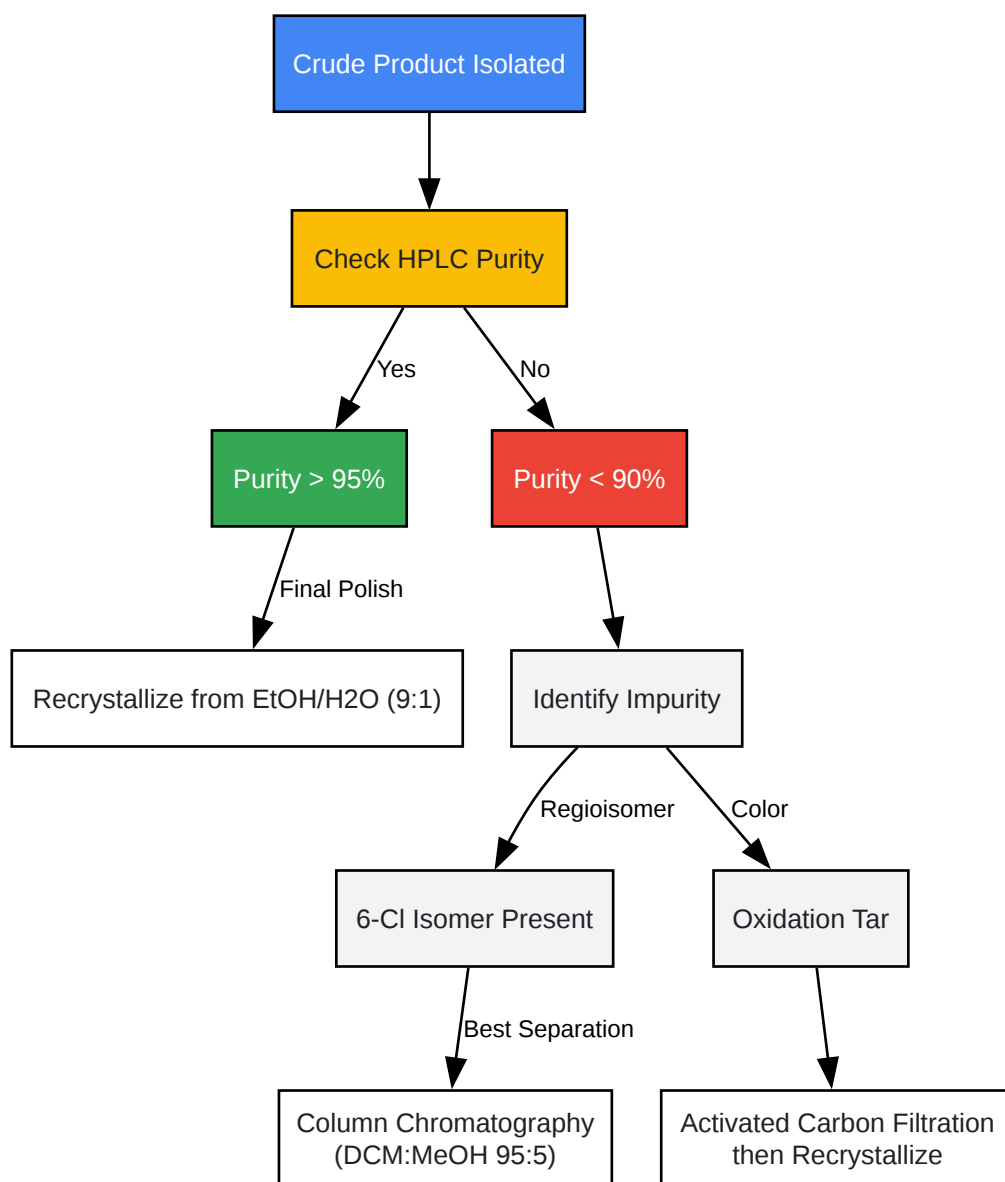 Crude Product Isolated
Check HPLC Purity
Yes
No
Purity > 95%
Purity < 90%
Final Polish
Recrystallize from EtOH/H2O (9:1)
Identify Impurity
Regioisomer
Color
6-Cl Isomer Present
Oxidation Tar
Best Separation
Column Chromatography
(DCM:MeOH 95:5)
Activated Carbon Filtration
then Recrystallize